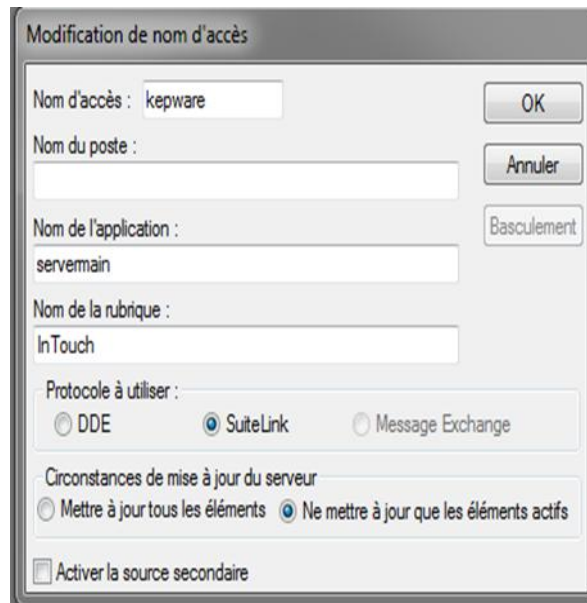 Modification de nom d'accès
Nom d'accès : kepware
OK
Nom du poste :
Annuler
Nom de l'application :
Basculement
servermain
Nom de la rubrique :
InTouch
Protocole à utiliser :
DDE SuiteLink Message Exchange
Circonstances de mise à jour du serveur
Mettre à jour tous les éléments Ne mettre à jour que les éléments actifs
Activer la source secondaire